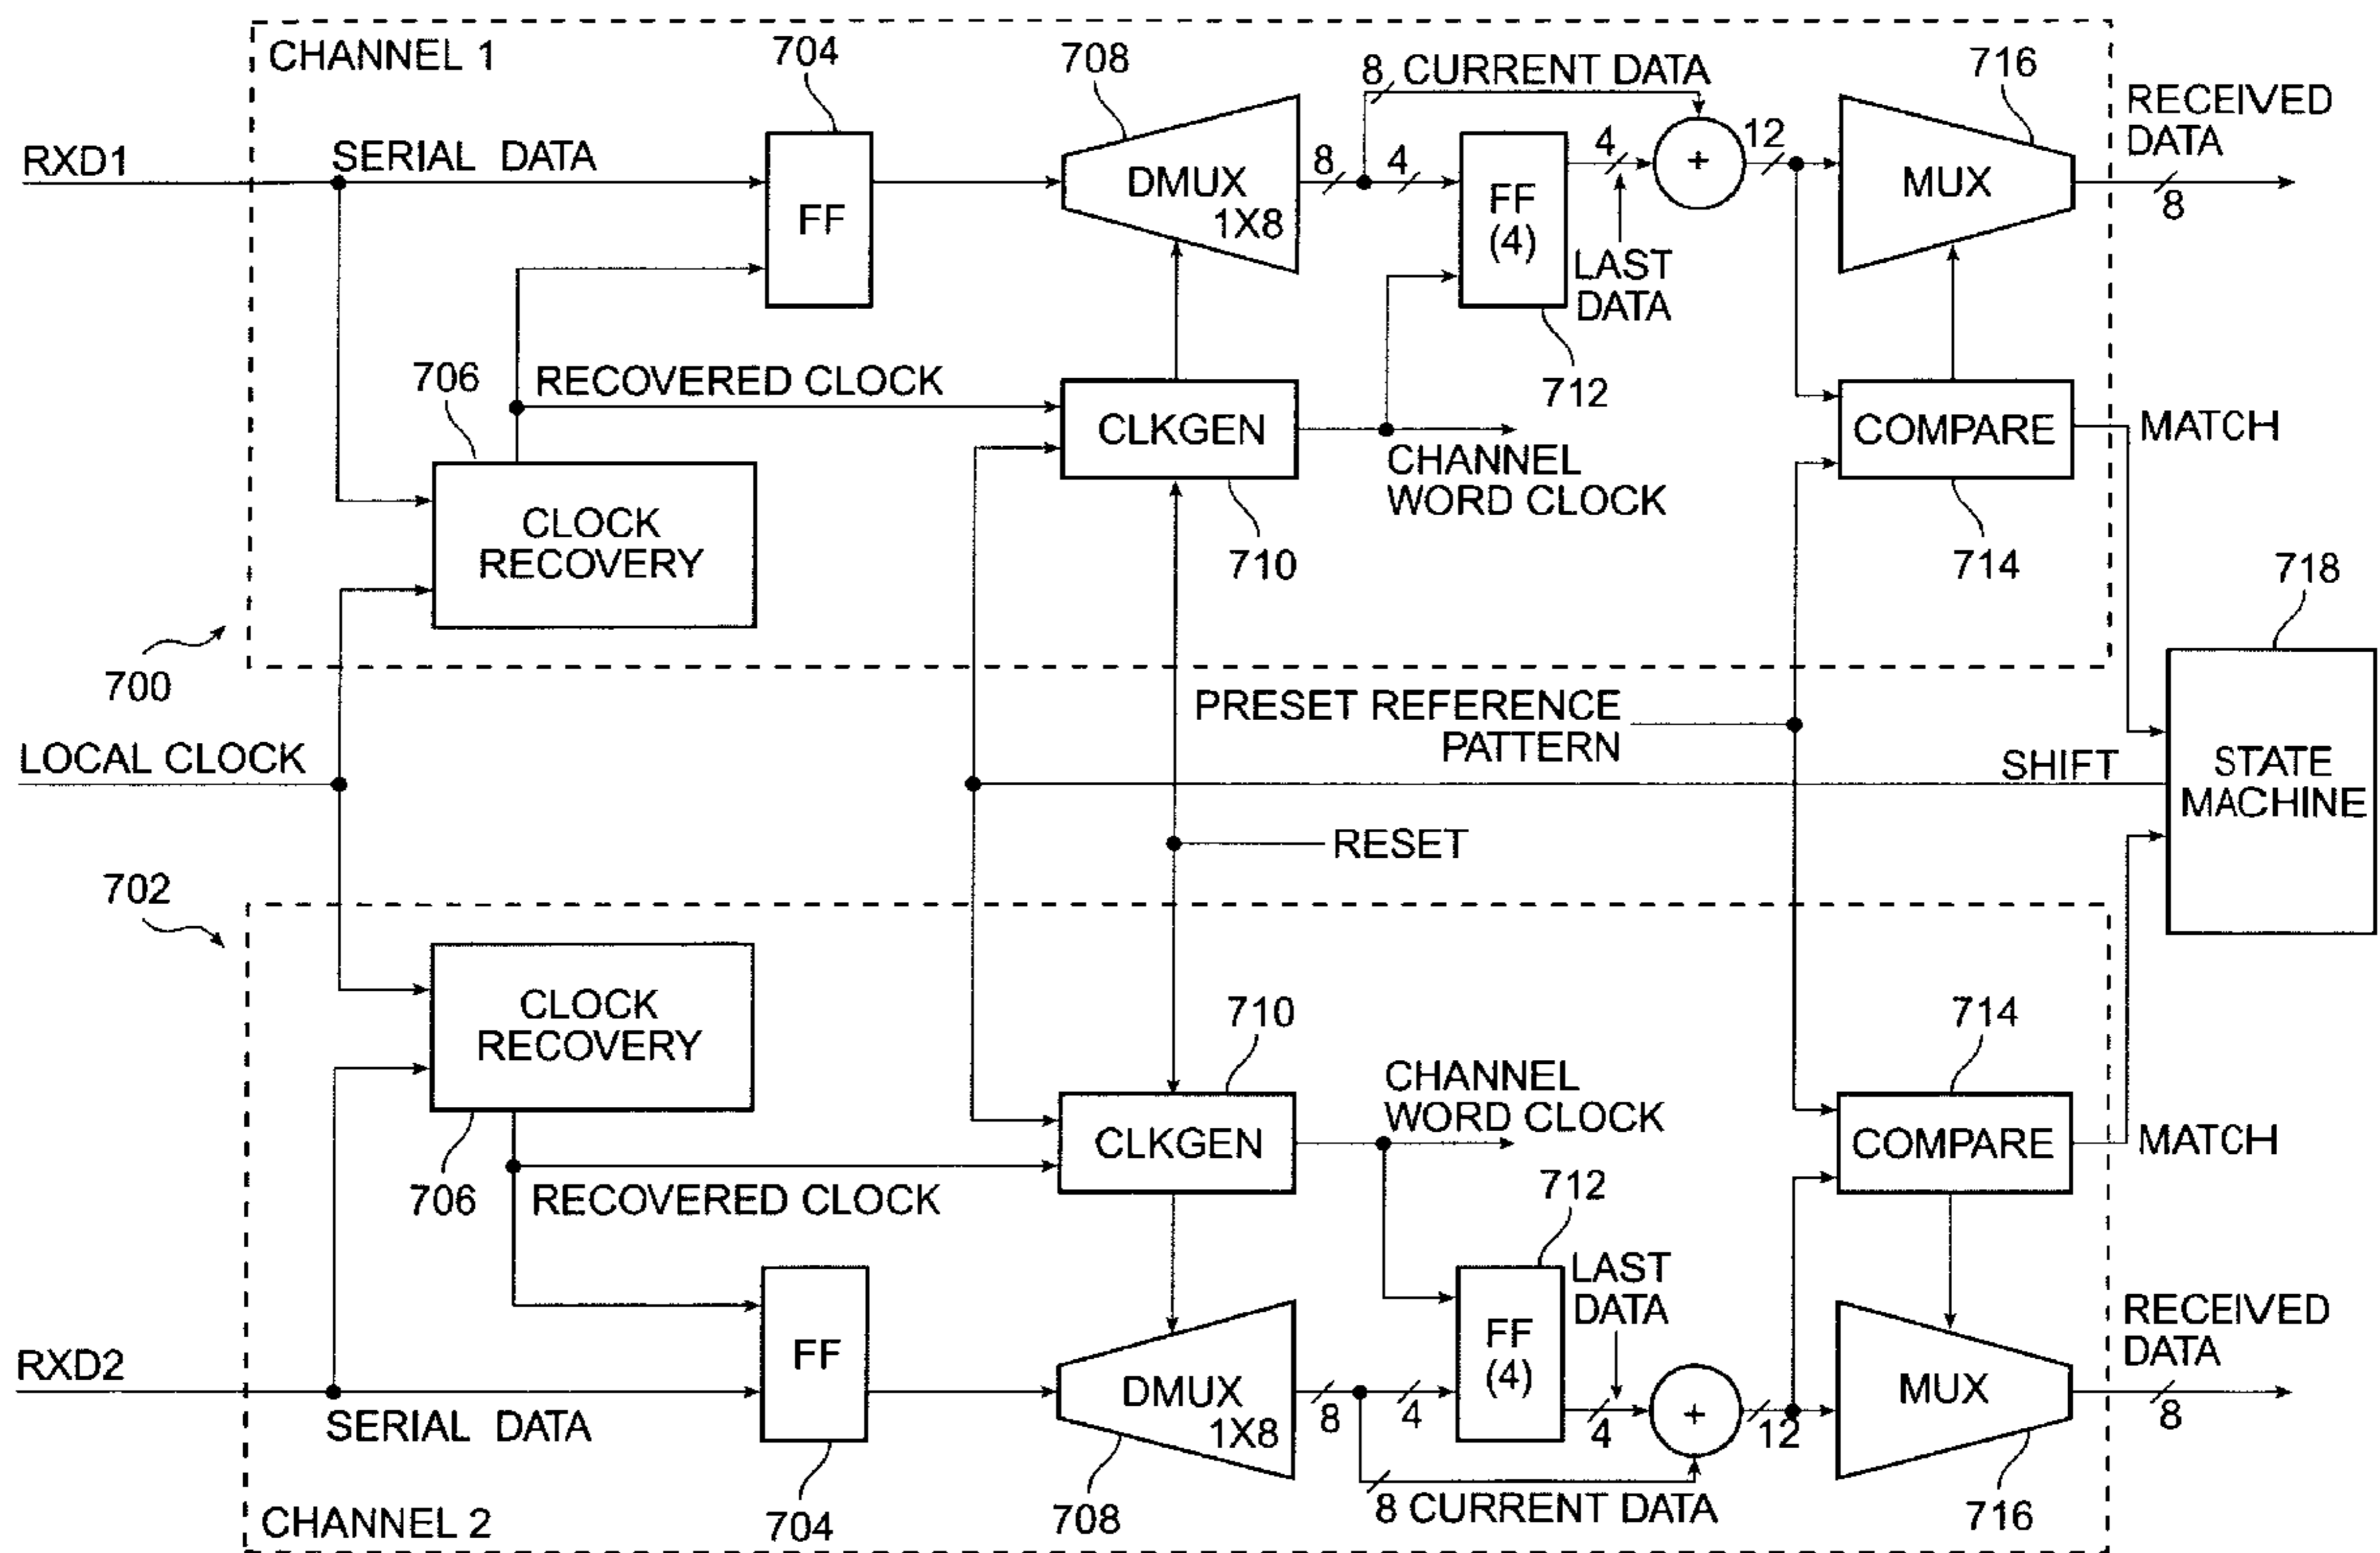 CHANNEL 1
704
708
8 CURRENT DATA
716
RECEIVED
DATA
RXD1
SERIAL DATA
FF
DMUX
1X8
8
4
FF
(4)
4
+
12
MUX
8
LAST
DATA
706
RECOVERED CLOCK
712
CLKGEN
COMPARE
MATCH
CHANNEL
WORD CLOCK
CLOCK
RECOVERY
710
714
718
700
PRESET REFERENCE
PATTERN
LOCAL CLOCK
SHIFT
STATE
MACHINE
RESET
702
CLOCK
RECOVERY
710
714
CHANNEL
WORD CLOCK
CLKGEN
COMPARE
MATCH
706
RECOVERED CLOCK
712
LAST
DATA
RECEIVED
DATA
RXD2
FF
FF
(4)
DMUX
1X8
8
4
4
+
12
MUX
8
SERIAL DATA
8 CURRENT DATA
CHANNEL 2
704
708
716